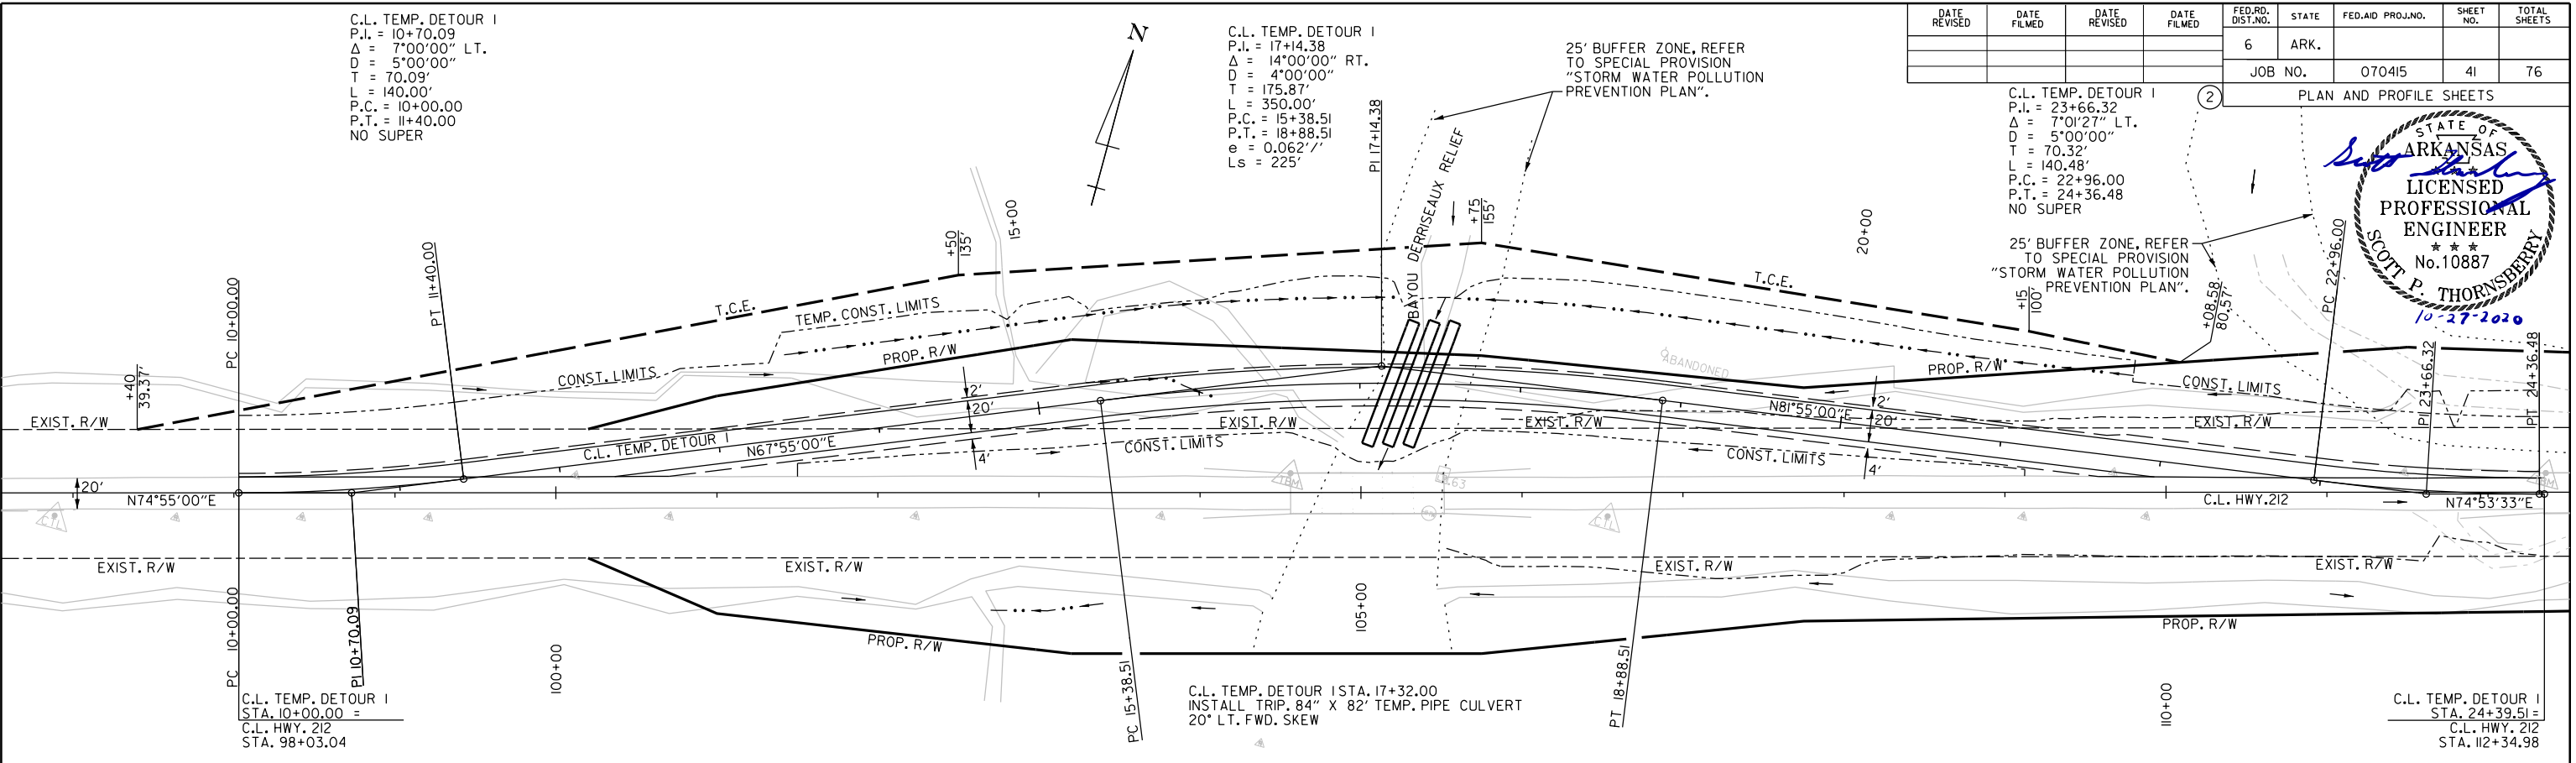 C.L. TEMP. DETOUR 1
P.I. = 10+70.09
Δ = 7°00'00" LT.
D = 5°00'00"
T = 70.09'
L = 140.00'
P.C. = 10+00.00
P.T. = 11+40.00
NO SUPER
N
C.L. TEMP. DETOUR 1
P.I. = 17+14.38
Δ = 14°00'00" RT.
D = 4°00'00"
T = 175.87'
L = 350.00'
P.C. = 15+38.51
P.T. = 18+88.51
e = 0.062'/'
Ls = 225'
25' BUFFER ZONE, REFER
TO SPECIAL PROVISION
"STORM WATER POLLUTION
PREVENTION PLAN".
DATE REVISED
DATE FILMED
DATE REVISED
DATE FILMED
FED.RD. DIST.NO.
STATE
FED.AID PROJ.NO.
SHEET NO.
TOTAL SHEETS
6 ARK.
JOB NO. 070415 41 76
2 PLAN AND PROFILE SHEETS
C.L. TEMP. DETOUR 1
P.I. = 23+66.32
Δ = 7°01'27" LT.
D = 5°00'00"
T = 70.32'
L = 140.48'
P.C. = 22+96.00
P.T. = 24+36.48
NO SUPER
STATE OF
ARKANSAS
LICENSED
PROFESSIONAL
ENGINEER
No.10887
SCOTT P. THORNSBERRY
10-27-2020
25' BUFFER ZONE, REFER
TO SPECIAL PROVISION
"STORM WATER POLLUTION
PREVENTION PLAN".
PI 17+14.38
BAYOU DERRISEAUX RELIEF
+75
155'
+50
135'
15+00
20+00
+15
100'
+08.58
80.57'
PC 22+96.00
PT 11+40.00
PC 10+00.00
+40
39.37'
T.C.E.
T.C.E.
TEMP. CONST. LIMITS
PROP. R/W
CONST. LIMITS
ABANDONED
PROP. R/W
CONST. LIMITS
PI 23+66.32
PT 24+36.48
EXIST. R/W
C.L. TEMP. DETOUR 1
N67°55'00"E
2'
20'
4'
CONST. LIMITS
EXIST. R/W
EXIST. R/W
N81°55'00"E
2'
20'
4'
CONST. LIMITS
EXIST. R/W
20'
N74°55'00"E
TBM
63
C.L. HWY.212
N74°53'33"E
TBM
CTL
CTL
EXIST. R/W
EXIST. R/W
EXIST. R/W
EXIST. R/W
PROP. R/W
PROP. R/W
PC 10+00.00
PI 10+70.09
100+00
PC 15+38.51
105+00
PT 18+88.51
110+00
C.L. TEMP. DETOUR 1
STA. 10+00.00 =
C.L. HWY. 212
STA. 98+03.04
C.L. TEMP. DETOUR 1 STA. 17+32.00
INSTALL TRIP. 84" X 82' TEMP. PIPE CULVERT
20° LT. FWD. SKEW
C.L. TEMP. DETOUR 1
STA. 24+39.51 =
C.L. HWY. 212
STA. 112+34.98